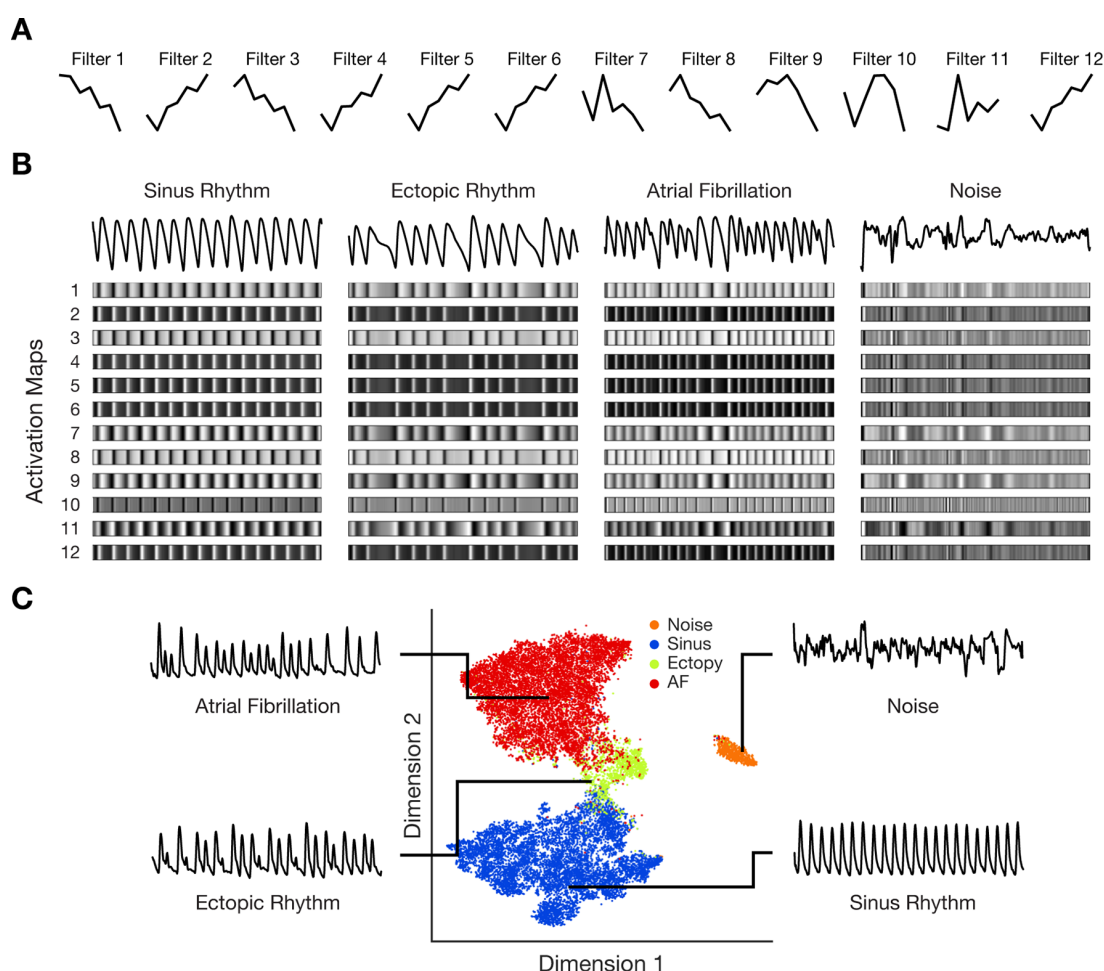 A
Filter 1 Filter 2 Filter 3 Filter 4 Filter 5 Filter 6 Filter 7 Filter 8 Filter 9 Filter 10 Filter 11 Filter 12
B
Sinus Rhythm Ectopic Rhythm Atrial Fibrillation Noise
Activation Maps
1
2
3
4
5
6
7
8
9
10
11
12
C
Noise
Sinus
Ectopy
AF
Atrial Fibrillation
Noise
Dimension 2
Ectopic Rhythm
Sinus Rhythm
Dimension 1